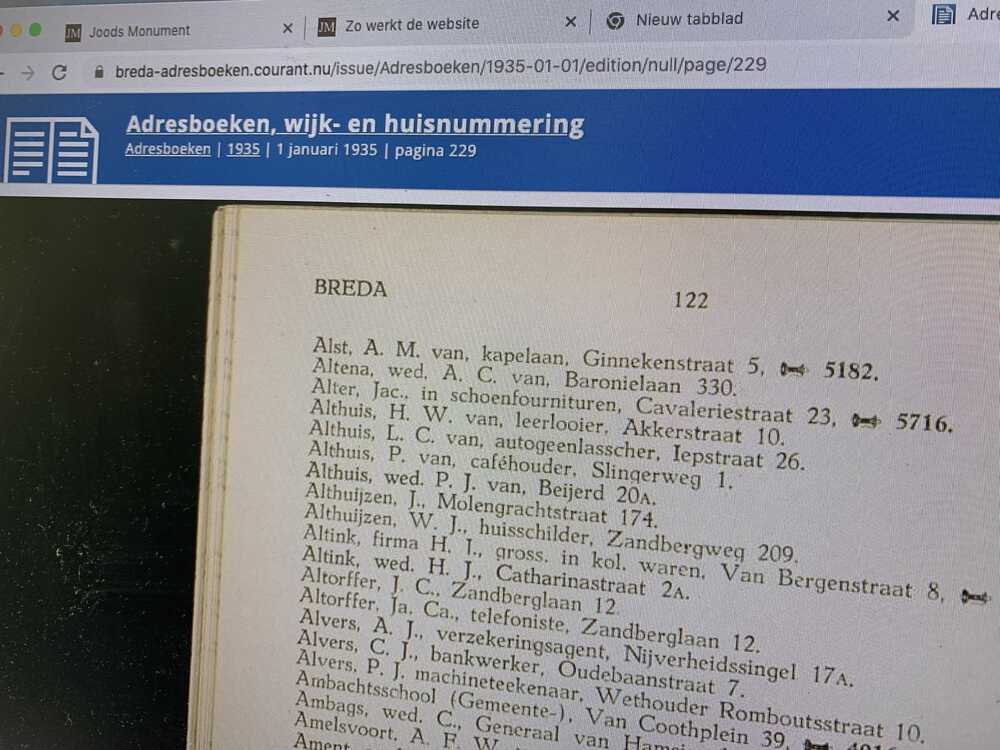 JM Joods Monument
JM Zo werkt de website
Nieuw tabblad
breda-adresboeken.courant.nu/issue/Adresboeken/1935-01-01/edition/null/page/229
Adresboeken, wijk- en huisnummering
Adresboeken | 1935 | 1 januari 1935 | pagina 229
BREDA
122
Alst, A. M. van, kapelaan, Ginnekenstraat 5, 5182.
Altena, wed. A. C. van, Baronielaan 330.
Alter, Jac., in schoenfournituren, Cavaleriestraat 23, 5716.
Althuis, H. W. van, leerlooier, Akkerstraat 10.
Althuis, L. C. van, autogeenlasscher, Iepstraat 26.
Althuis, P. van, caféhouder, Slingerweg 1.
Althuis, wed. P. J. van, Beijerd 20A.
Althuijzen, J., Molengrachtstraat 174.
Althuijzen, W. J., huisschilder, Zandbergweg 209.
Altink, firma H. J., gross. in kol. waren, Van Bergenstraat 8,
Altink, wed. H. J., Catharinastraat 2A.
Altorffer, J. C., Zandberglaan 12
Altorffer, Ja. Ca., telefoniste, Zandberglaan 12.
Alvers, A. J., verzekeringsagent, Nijverheidssingel 17A.
Alvers, C. J., bankwerker, Oudebaanstraat 7.
Alvers, P. J. machineteekenaar, Wethouder Romboutsstraat 10.
Ambachtsschool (Gemeente-), Van Coothplein 39,
Ambags, wed. C., Generaal van
Amelsvoort, A. F. W.
Ament